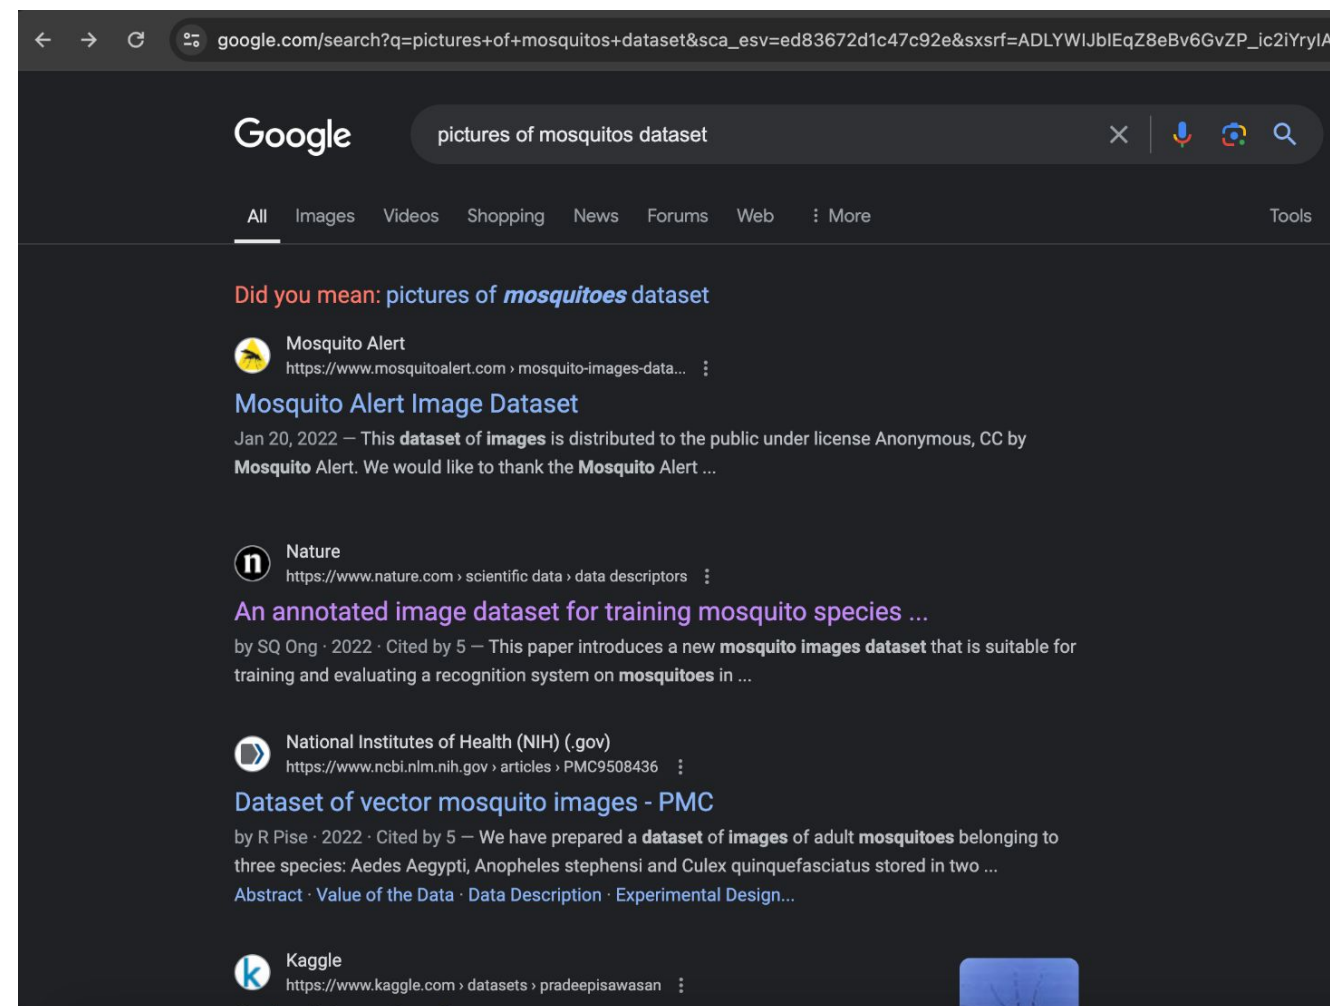 google.com/search?q=pictures+of+mosquitos+dataset&sca_esv=ed83672d1c47c92e&sxsrf=ADLYWIJbIEqZ8eBv6GvZP_ic2iYryIA
Google
pictures of mosquitos dataset
All Images Videos Shopping News Forums Web More Tools
Did you mean: pictures of mosquitoes dataset
Mosquito Alert
https://www.mosquitoalert.com › mosquito-images-data...
Mosquito Alert Image Dataset
Jan 20, 2022 — This dataset of images is distributed to the public under license Anonymous, CC by
Mosquito Alert. We would like to thank the Mosquito Alert ...
n
Nature
https://www.nature.com › scientific data › data descriptors
An annotated image dataset for training mosquito species ...
by SQ Ong · 2022 · Cited by 5 — This paper introduces a new mosquito images dataset that is suitable for
training and evaluating a recognition system on mosquitoes in ...
National Institutes of Health (NIH) (.gov)
https://www.ncbi.nlm.nih.gov › articles › PMC9508436
Dataset of vector mosquito images - PMC
by R Pise · 2022 · Cited by 5 — We have prepared a dataset of images of adult mosquitoes belonging to
three species: Aedes Aegypti, Anopheles stephensi and Culex quinquefasciatus stored in two ...
Abstract · Value of the Data · Data Description · Experimental Design...
k
Kaggle
https://www.kaggle.com › datasets › pradeepisawasan